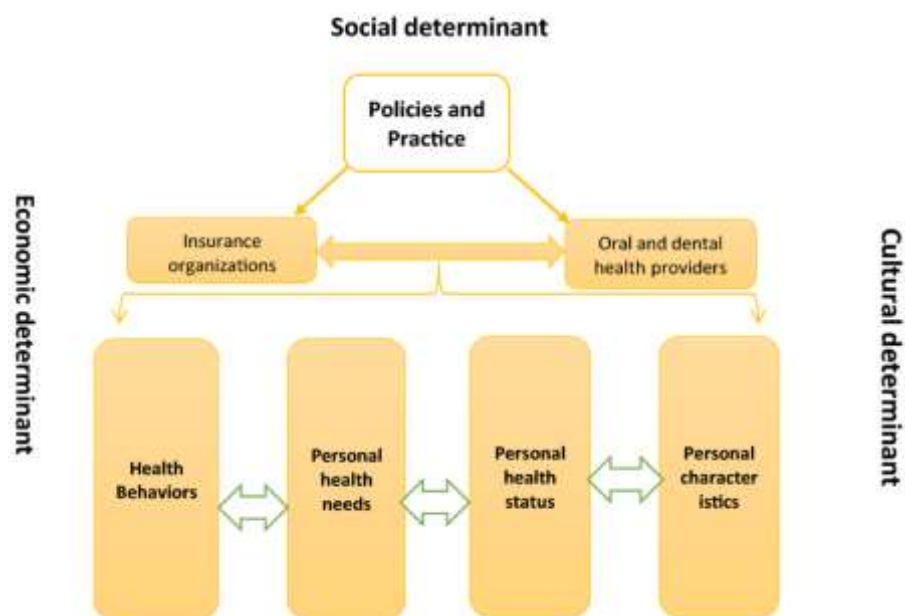 Social determinant
Policies and
Practice
Economic determinant
Insurance
organizations
Oral and dental
health providers
Cultural determinant
Health
Behaviors
Personal
health
needs
Personal
health
status
Personal
character
istics